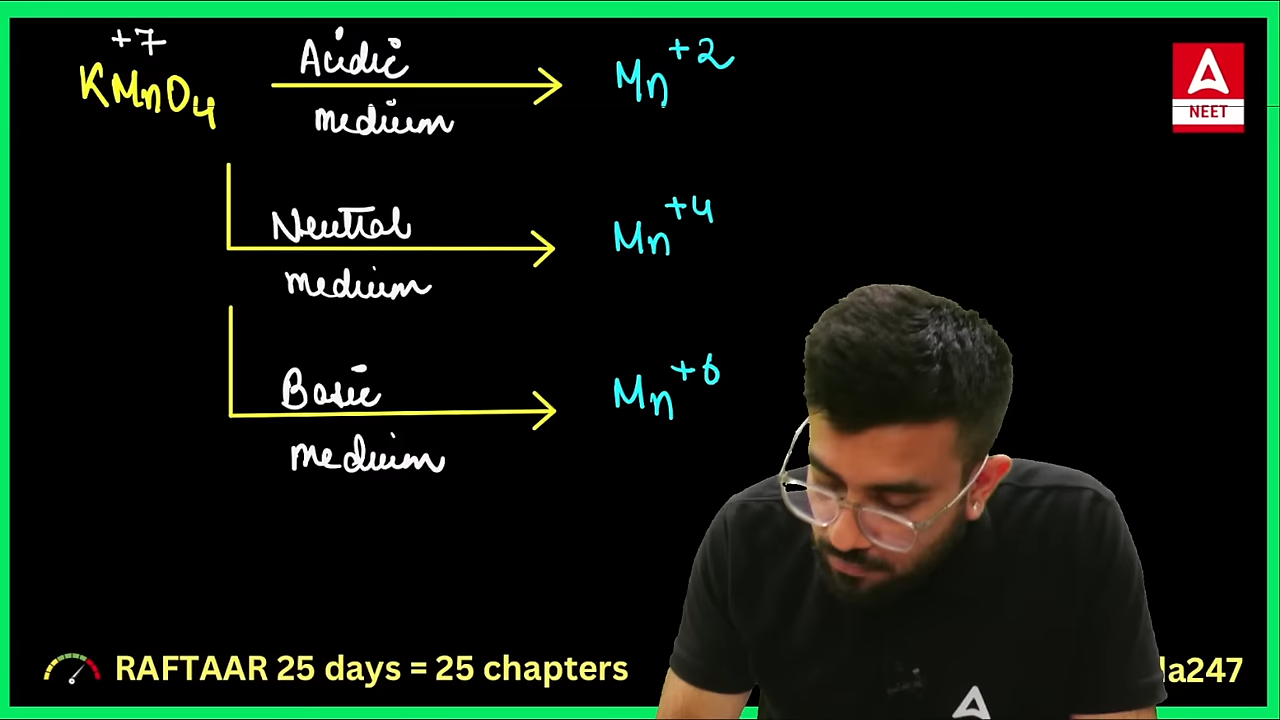 +7
KMnO4
Acidic
medium
Mn+2
NEET
Neutral
medium
Mn+4
Basic
medium
Mn+6
RAFTAAR 25 days = 25 chapters
la247